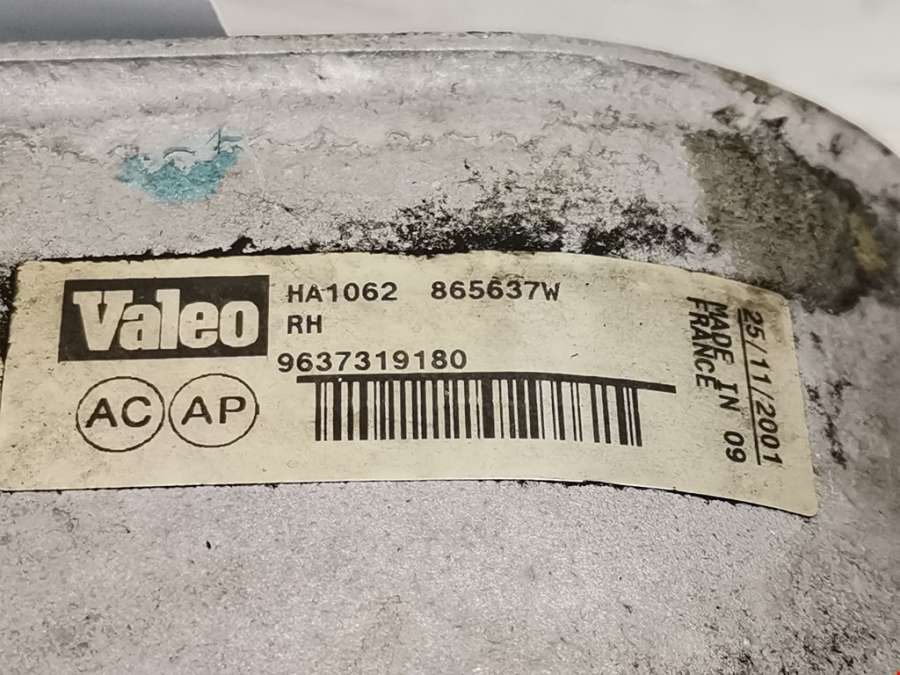 Valeo
HA1062 865637W
RH
9637319180
AC AP
25/11/2001
MADE IN 09
FRANCE